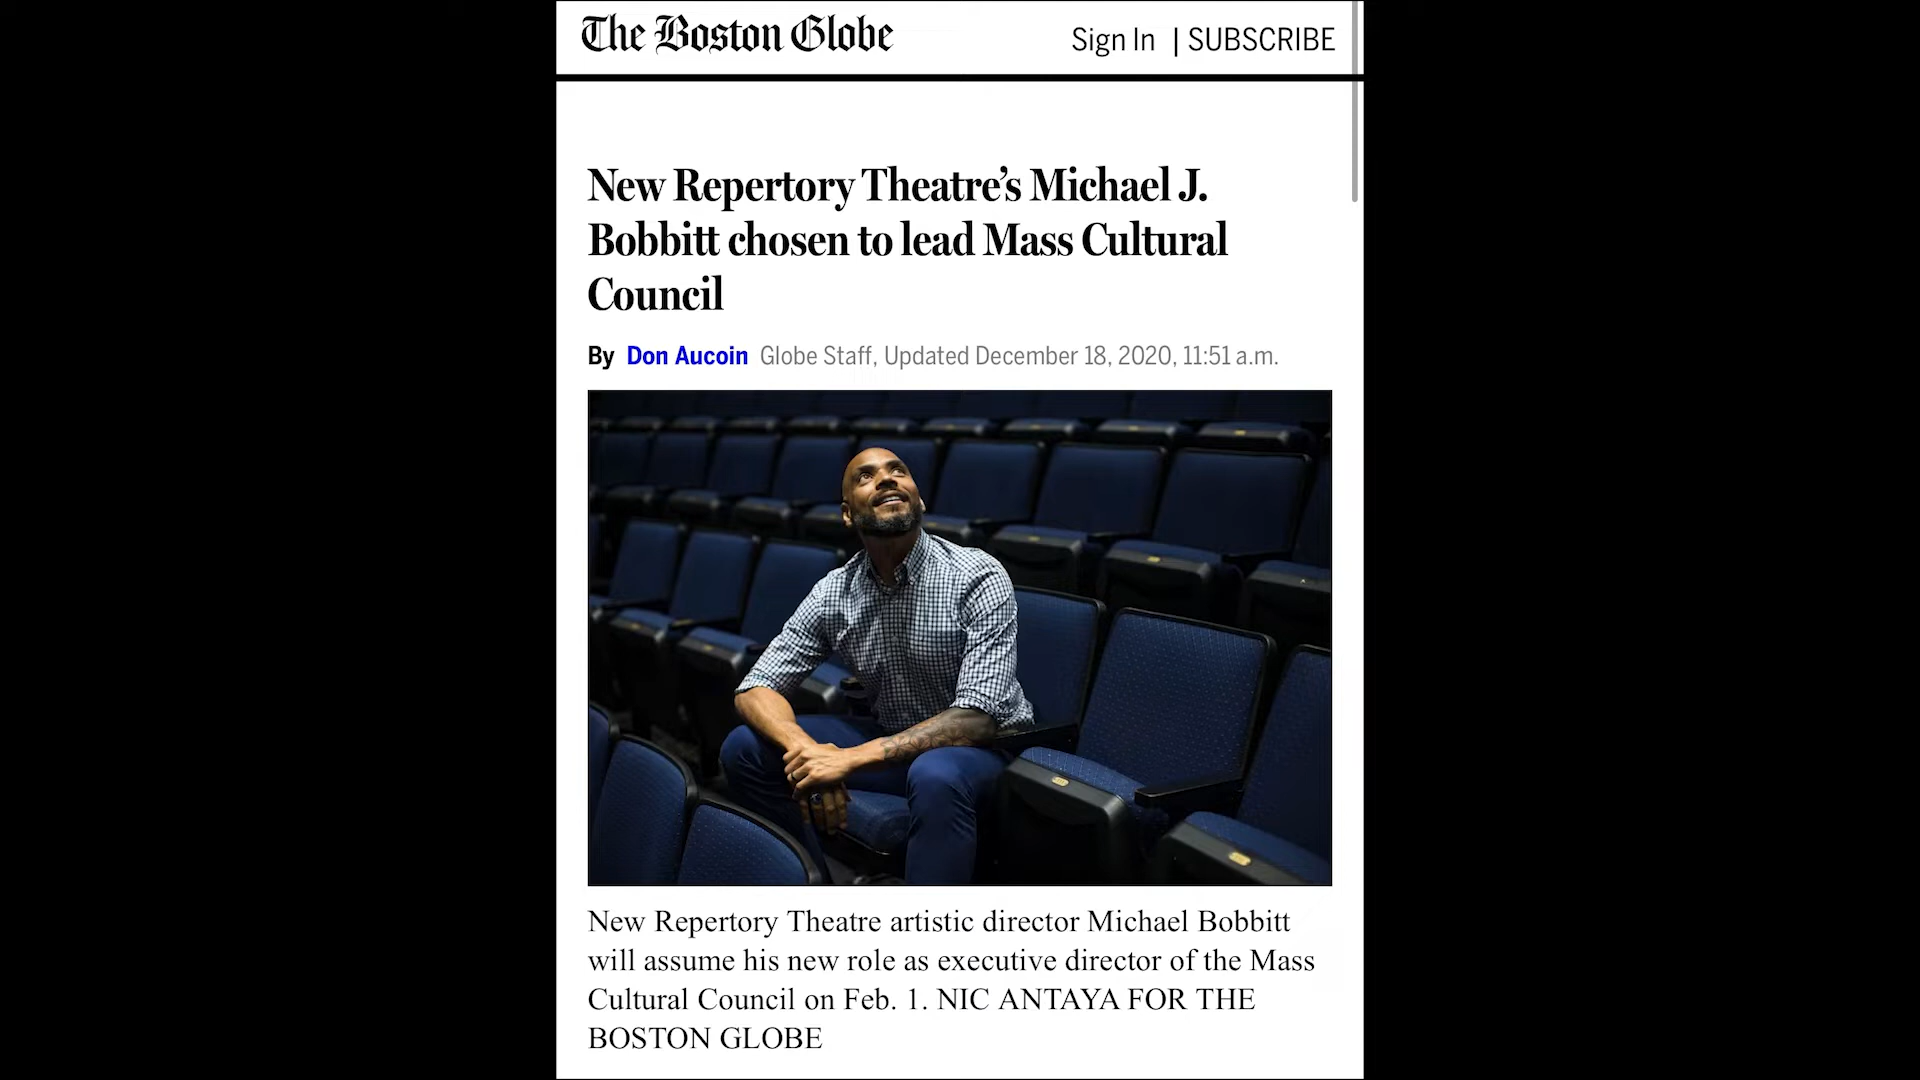 The Boston Globe
Sign In | SUBSCRIBE
New Repertory Theatre’s Michael J.
Bobbitt chosen to lead Mass Cultural
Council
By Don Aucoin Globe Staff, Updated December 18, 2020, 11:51 a.m.
New Repertory Theatre artistic director Michael Bobbitt
will assume his new role as executive director of the Mass
Cultural Council on Feb. 1. NIC ANTAYA FOR THE
BOSTON GLOBE